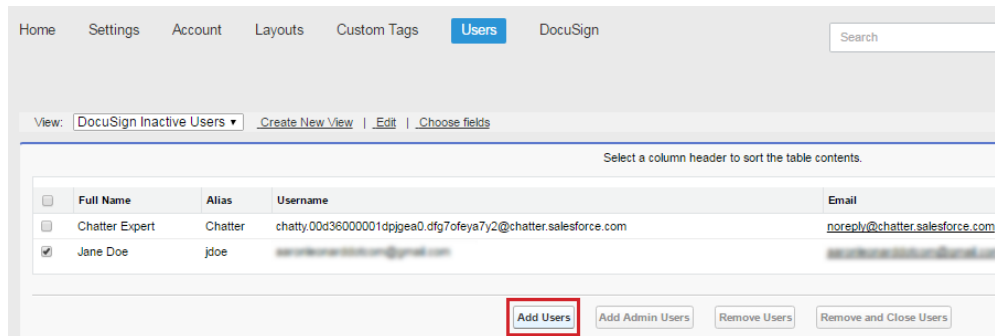 Home Settings Account Layouts Custom Tags Users DocuSign Search
View: DocuSign Inactive Users Create New View | Edit | Choose fields
Select a column header to sort the table contents.
Full Name Alias Username Email
Chatter Expert Chatter chatty.00d36000001dpjgea0.dfg7ofeya7y2@chatter.salesforce.com noreply@chatter.salesforce.com
Jane Doe jdoe
Add Users Add Admin Users Remove Users Remove and Close Users